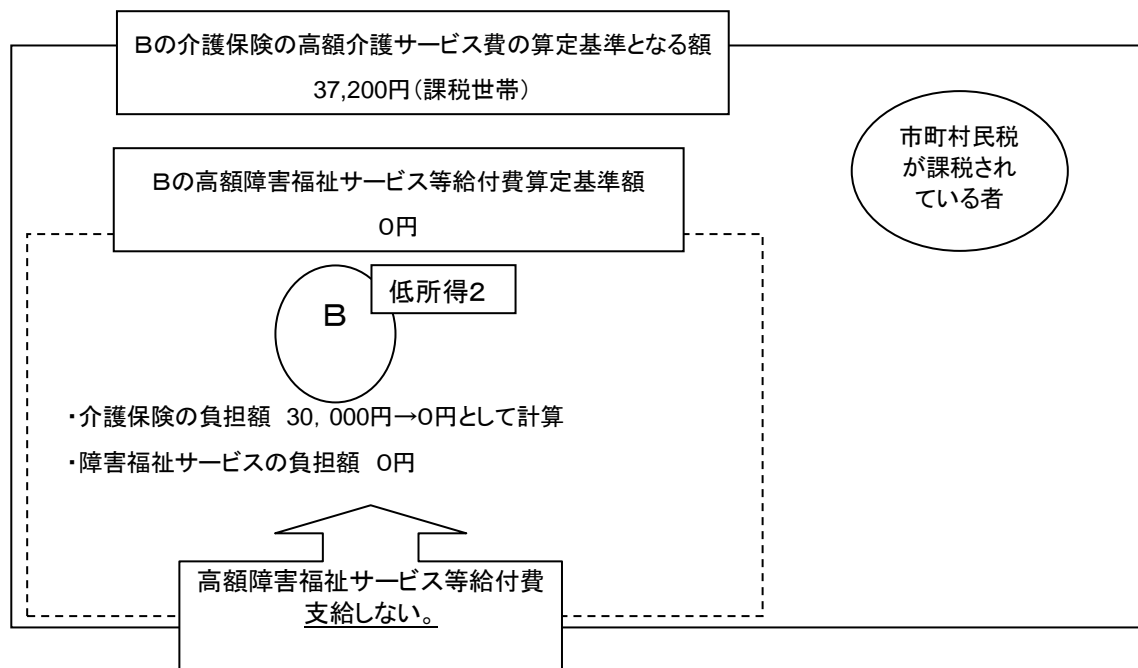 Ｂの介護保険の高額介護サービス費の算定基準となる額
37,200円（課税世帯）
市町村民税
が課税され
ている者
Ｂの高額障害福祉サービス等給付費算定基準額
０円
Ｂ
低所得２
・介護保険の負担額 30，000円→０円として計算
・障害福祉サービスの負担額 ０円
高額障害福祉サービス等給付費
支給しない。